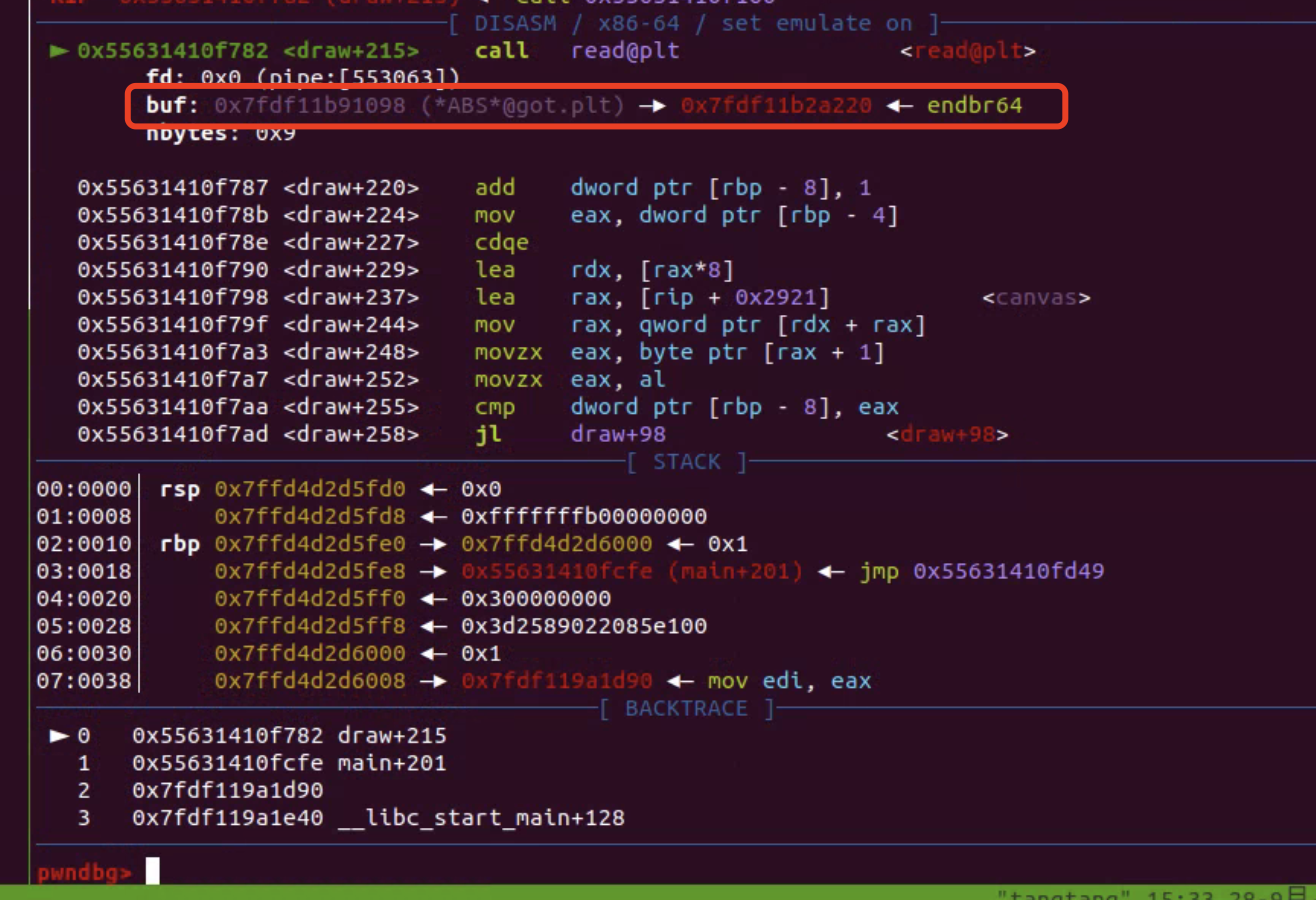 [ DISASM / x86-64 / set emulate on ]
► 0x55631410f782 <draw+215> call read@plt <read@plt>
fd: 0x0 (pipe:[553063])
buf: 0x7fdf11b91098 (*ABS*@got.plt) —▸ 0x7fdf11b2a220 ◂— endbr64
nbytes: 0x9
0x55631410f787 <draw+220> add dword ptr [rbp - 8], 1
0x55631410f78b <draw+224> mov eax, dword ptr [rbp - 4]
0x55631410f78e <draw+227> cdqe
0x55631410f790 <draw+229> lea rdx, [rax*8]
0x55631410f798 <draw+237> lea rax, [rip + 0x2921] <canvas>
0x55631410f79f <draw+244> mov rax, qword ptr [rdx + rax]
0x55631410f7a3 <draw+248> movzx eax, byte ptr [rax + 1]
0x55631410f7a7 <draw+252> movzx eax, al
0x55631410f7aa <draw+255> cmp dword ptr [rbp - 8], eax
0x55631410f7ad <draw+258> jl draw+98 <draw+98>
[ STACK ]
00:0000│ rsp 0x7ffd4d2d5fd0 ◂— 0x0
01:0008│ 0x7ffd4d2d5fd8 ◂— 0xfffffffb00000000
02:0010│ rbp 0x7ffd4d2d5fe0 —▸ 0x7ffd4d2d6000 ◂— 0x1
03:0018│ 0x7ffd4d2d5fe8 —▸ 0x55631410fcfe (main+201) ◂— jmp 0x55631410fd49
04:0020│ 0x7ffd4d2d5ff0 ◂— 0x300000000
05:0028│ 0x7ffd4d2d5ff8 ◂— 0x3d2589022085e100
06:0030│ 0x7ffd4d2d6000 ◂— 0x1
07:0038│ 0x7ffd4d2d6008 —▸ 0x7fdf119a1d90 ◂— mov edi, eax
[ BACKTRACE ]
► 0 0x55631410f782 draw+215
1 0x55631410fcfe main+201
2 0x7fdf119a1d90
3 0x7fdf119a1e40 __libc_start_main+128
pwndbg>
"tangtang" 15:33 28-9月